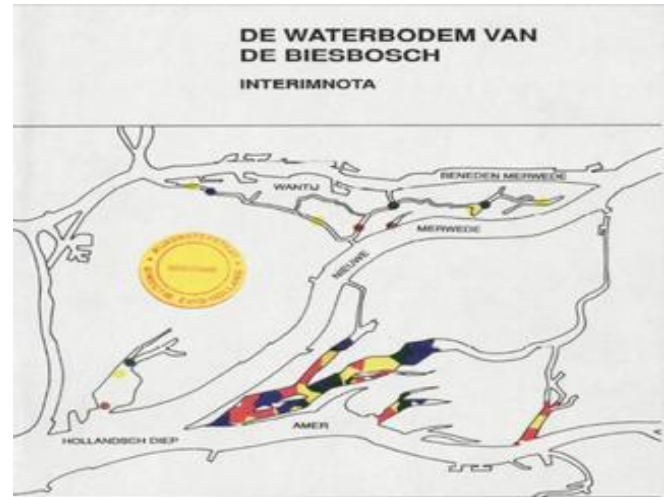 DE WATERBODEM VAN
DE BIESBOSCH
INTERIMNOTA
BENEDEN MERWEDE
WANTIJ
MERWEDE
NIEUWE
HOLLANDSCH DIEP
AMER